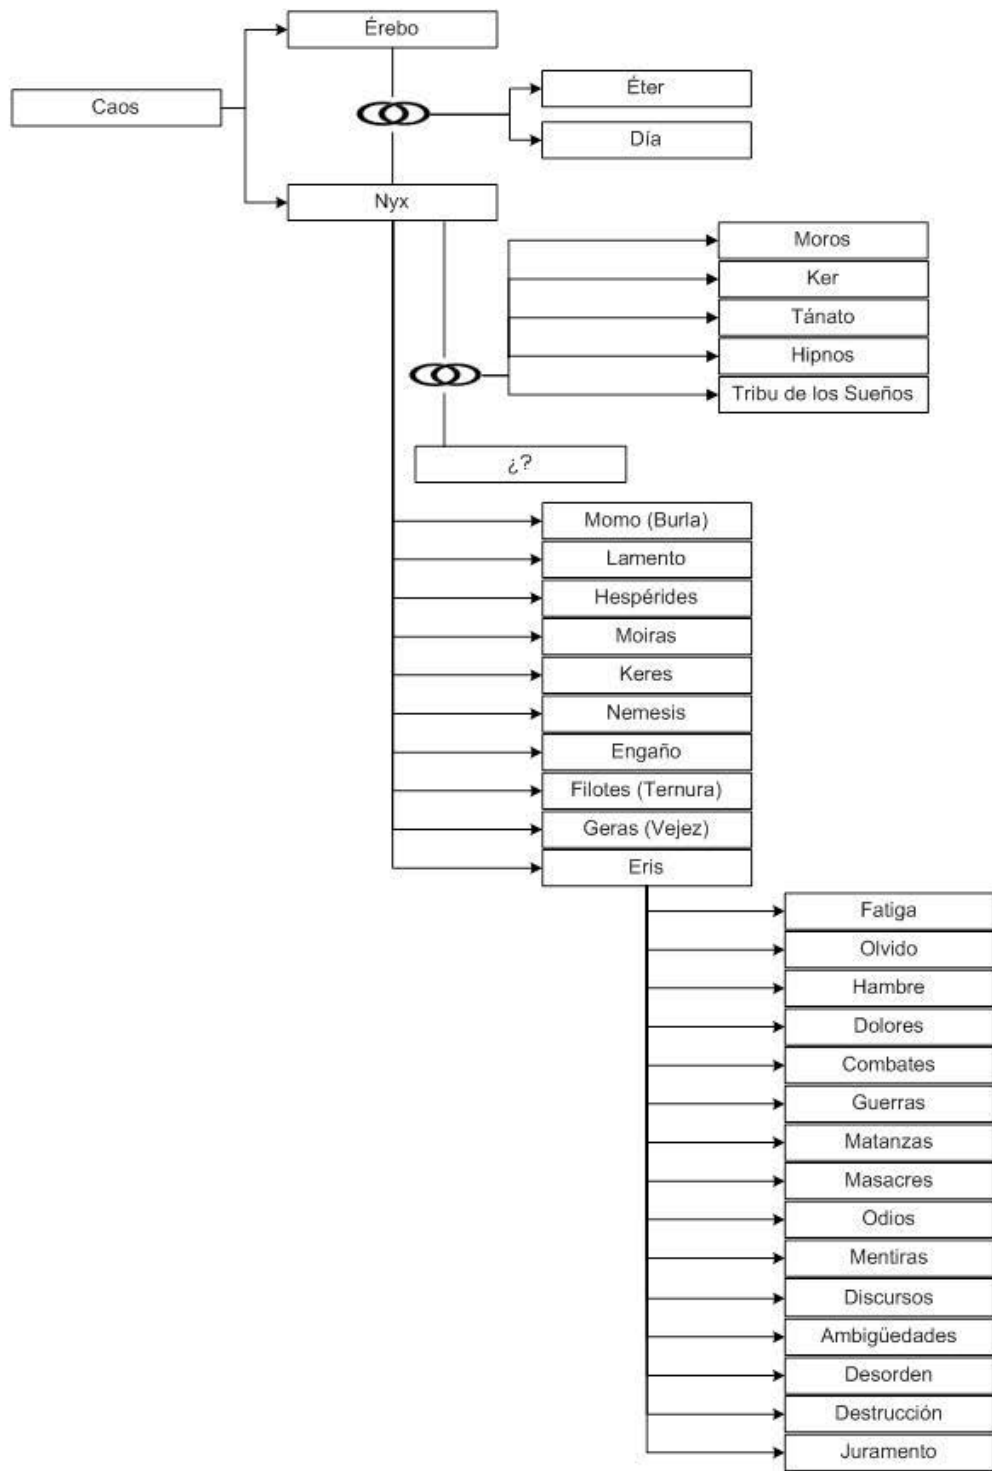 Érebo
Éter
Caos
Día
Nyx
Moros
Ker
Tánato
Hipnos
Tribu de los Sueños
¿?
Momo (Burla)
Lamento
Hespérides
Moiras
Keres
Nemesis
Engaño
Filotes (Ternura)
Geras (Vejez)
Eris
Fatiga
Olvido
Hambre
Dolores
Combates
Guerras
Matanzas
Masacres
Odios
Mentiras
Discursos
Ambigüedades
Desorden
Destrucción
Juramento